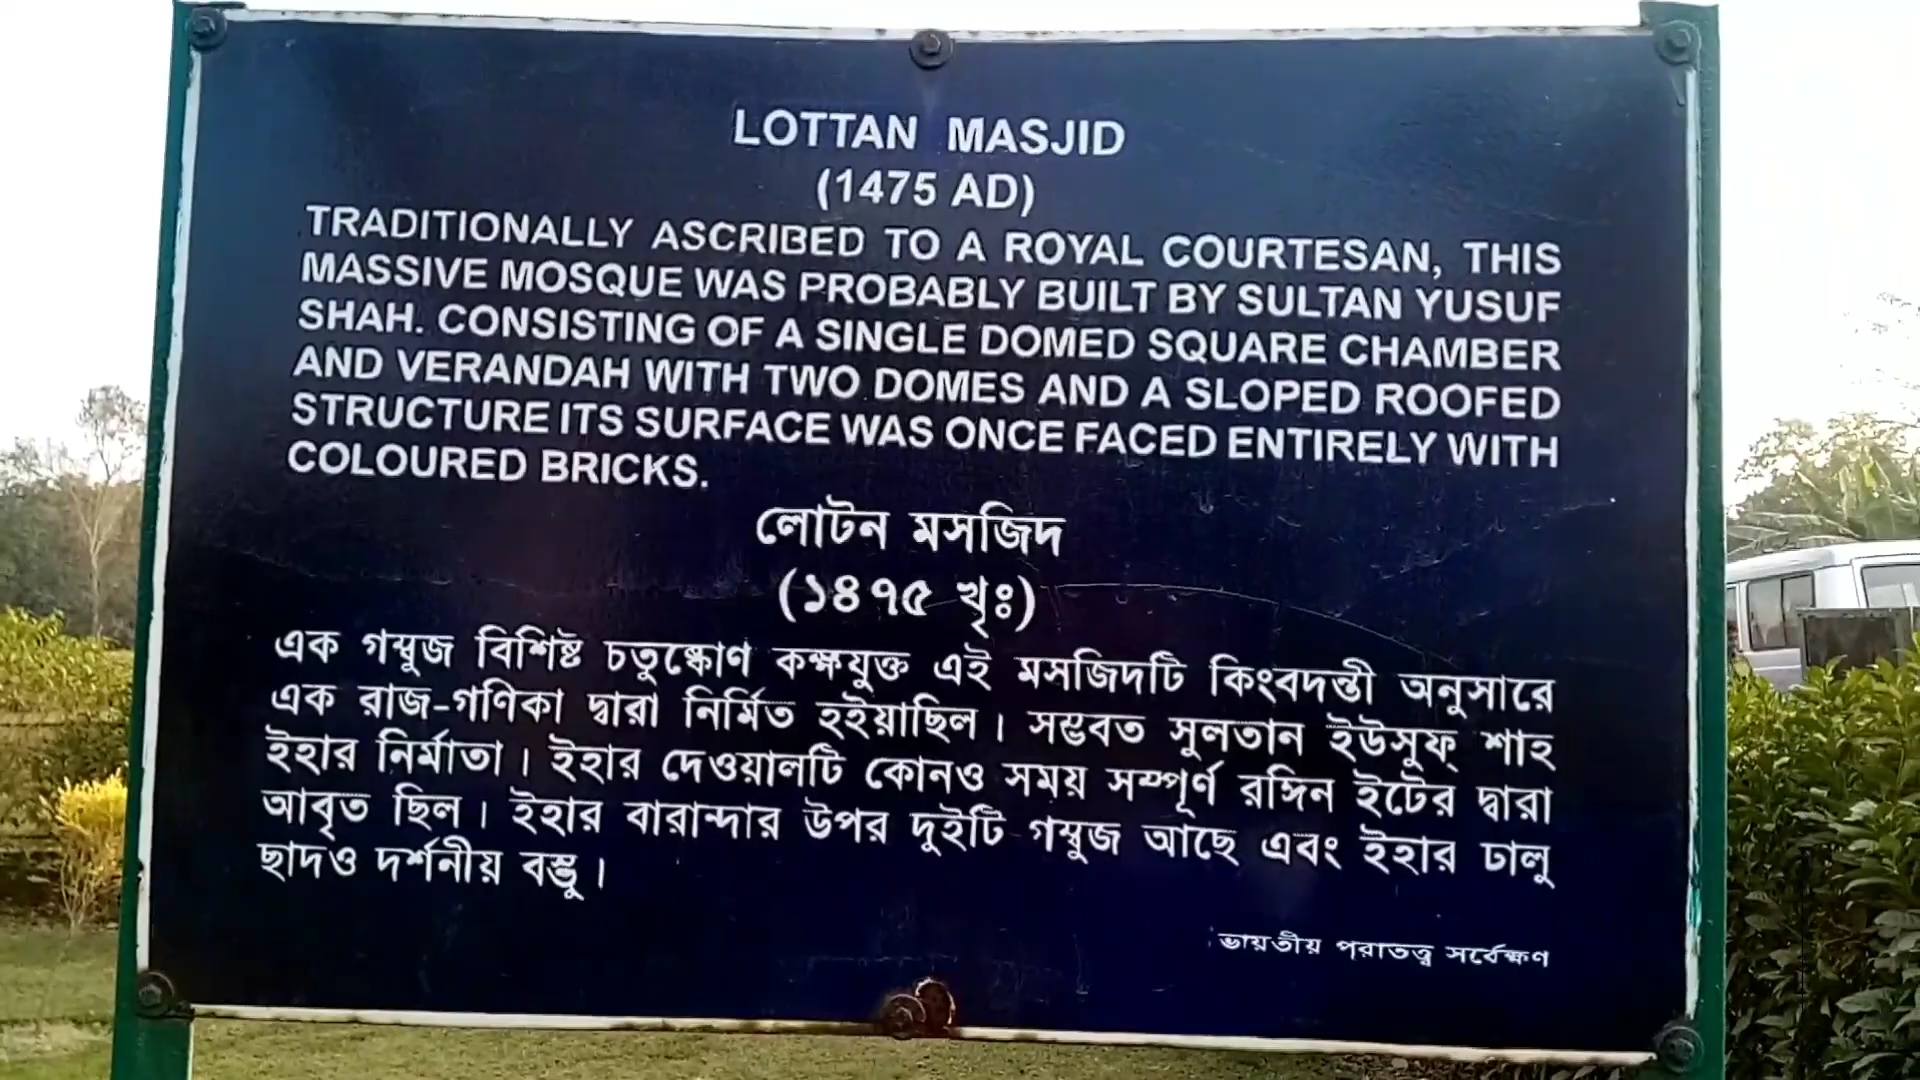 LOTTAN MASJID
(1475 AD)
TRADITIONALLY ASCRIBED TO A ROYAL COURTESAN, THIS
MASSIVE MOSQUE WAS PROBABLY BUILT BY SULTAN YUSUF
SHAH. CONSISTING OF A SINGLE DOMED SQUARE CHAMBER
AND VERANDAH WITH TWO DOMES AND A SLOPED ROOFED
STRUCTURE ITS SURFACE WAS ONCE FACED ENTIRELY WITH
COLOURED BRICKS.
লোটন মসজিদ
(১৪৭৫ খৃঃ)
এক গম্বুজ বিশিষ্ট চতুষ্কোণ কক্ষযুক্ত এই মসজিদটি কিংবদন্তী অনুসারে
এক রাজ-গণিকা দ্বারা নির্মিত হইয়াছিল। সম্ভবত সুলতান ইউসুফ্ শাহ
ইহার নির্মাতা। ইহার দেওয়ালটি কোনও সময় সম্পূর্ণ রঙ্গিন ইটের দ্বারা
আবৃত ছিল। ইহার বারান্দার উপর দুইটি গম্বুজ আছে এবং ইহার ঢালু
ছাদও দর্শনীয় বস্তু।
ভারতীয় পুরাতত্ত্ব সর্বেক্ষণ